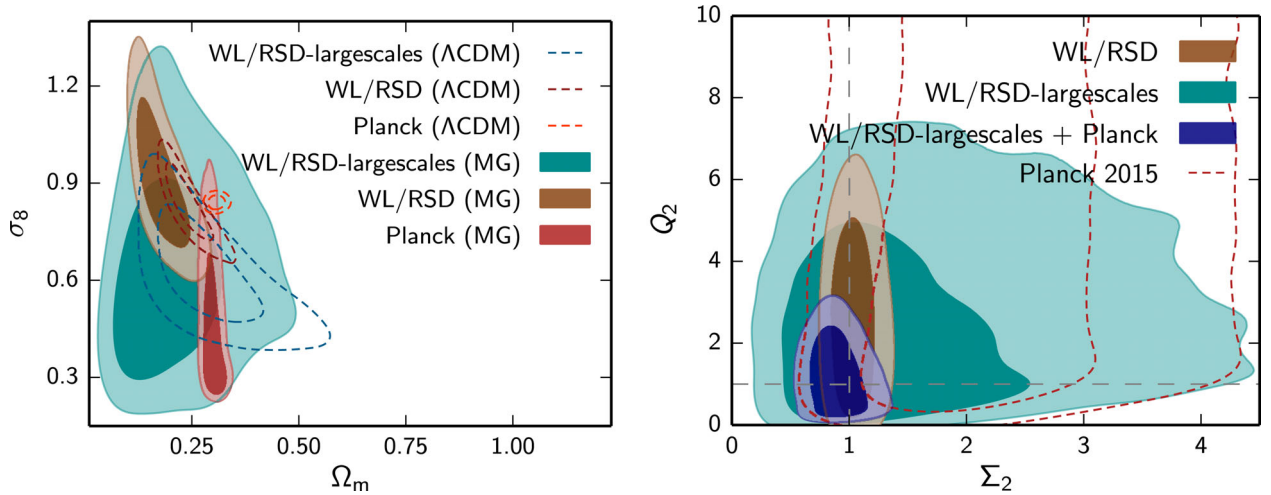 WL/RSD-largescales (ΛCDM)
WL/RSD (ΛCDM)
Planck (ΛCDM)
WL/RSD-largescales (MG)
WL/RSD (MG)
Planck (MG)
1.2
0.9
0.6
0.3
σ8
0.25
0.50
0.75
1.00
Ωm
WL/RSD
WL/RSD-largescales
WL/RSD-largescales + Planck
Planck 2015
10
8
6
4
2
0
Q2
0
1
2
3
4
Σ2